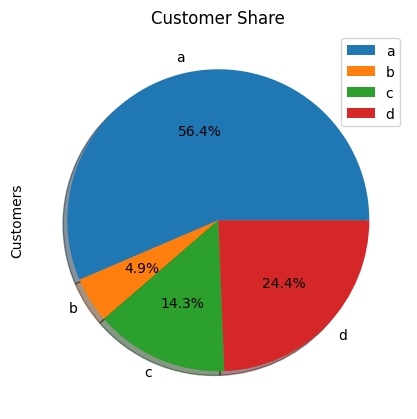 Customer Share
a
b
c
d
a
56.4%
Customers
4.9%
24.4%
14.3%
b
d
c